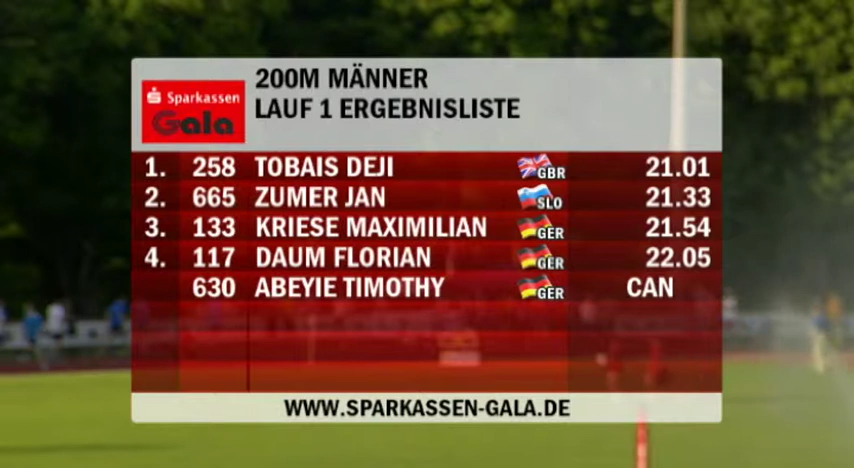 Sparkassen
Gala
200M MÄNNER
LAUF 1 ERGEBNISLISTE
1. 258 TOBAIS DEJI GBR 21.01
2. 665 ZUMER JAN SLO 21.33
3. 133 KRIESE MAXIMILIAN GER 21.54
4. 117 DAUM FLORIAN GER 22.05
630 ABEYIE TIMOTHY GER CAN
WWW.SPARKASSEN-GALA.DE